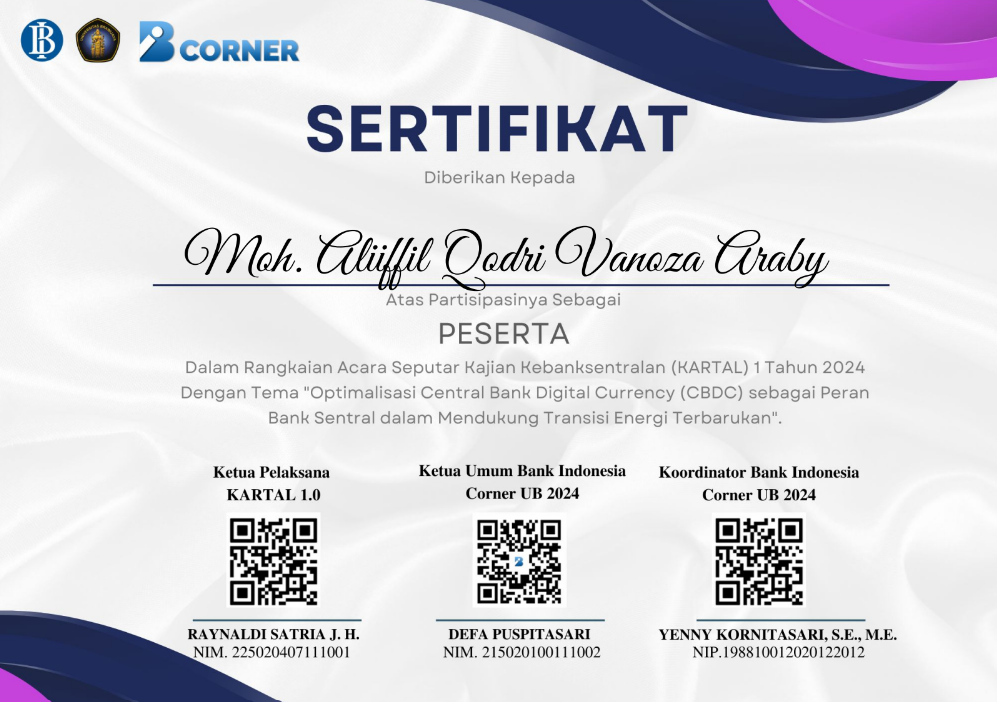 BI CORNER
SERTIFIKAT
Diberikan Kepada
Moh. Aliiffil Qodri Vanoza Araby
Atas Partisipasinya Sebagai
PESERTA
Dalam Rangkaian Acara Seputar Kajian Kebanksentralan (KARTAL) 1 Tahun 2024
Dengan Tema "Optimalisasi Central Bank Digital Currency (CBDC) sebagai Peran
Bank Sentral dalam Mendukung Transisi Energi Terbarukan".
Ketua Pelaksana
KARTAL 1.0
Ketua Umum Bank Indonesia
Corner UB 2024
Koordinator Bank Indonesia
Corner UB 2024
RAYNALDI SATRIA J. H.
NIM. 225020407111001
DEFA PUSPITASARI
NIM. 215020100111002
YENNY KORNITASARI, S.E., M.E.
NIP.198810012020122012